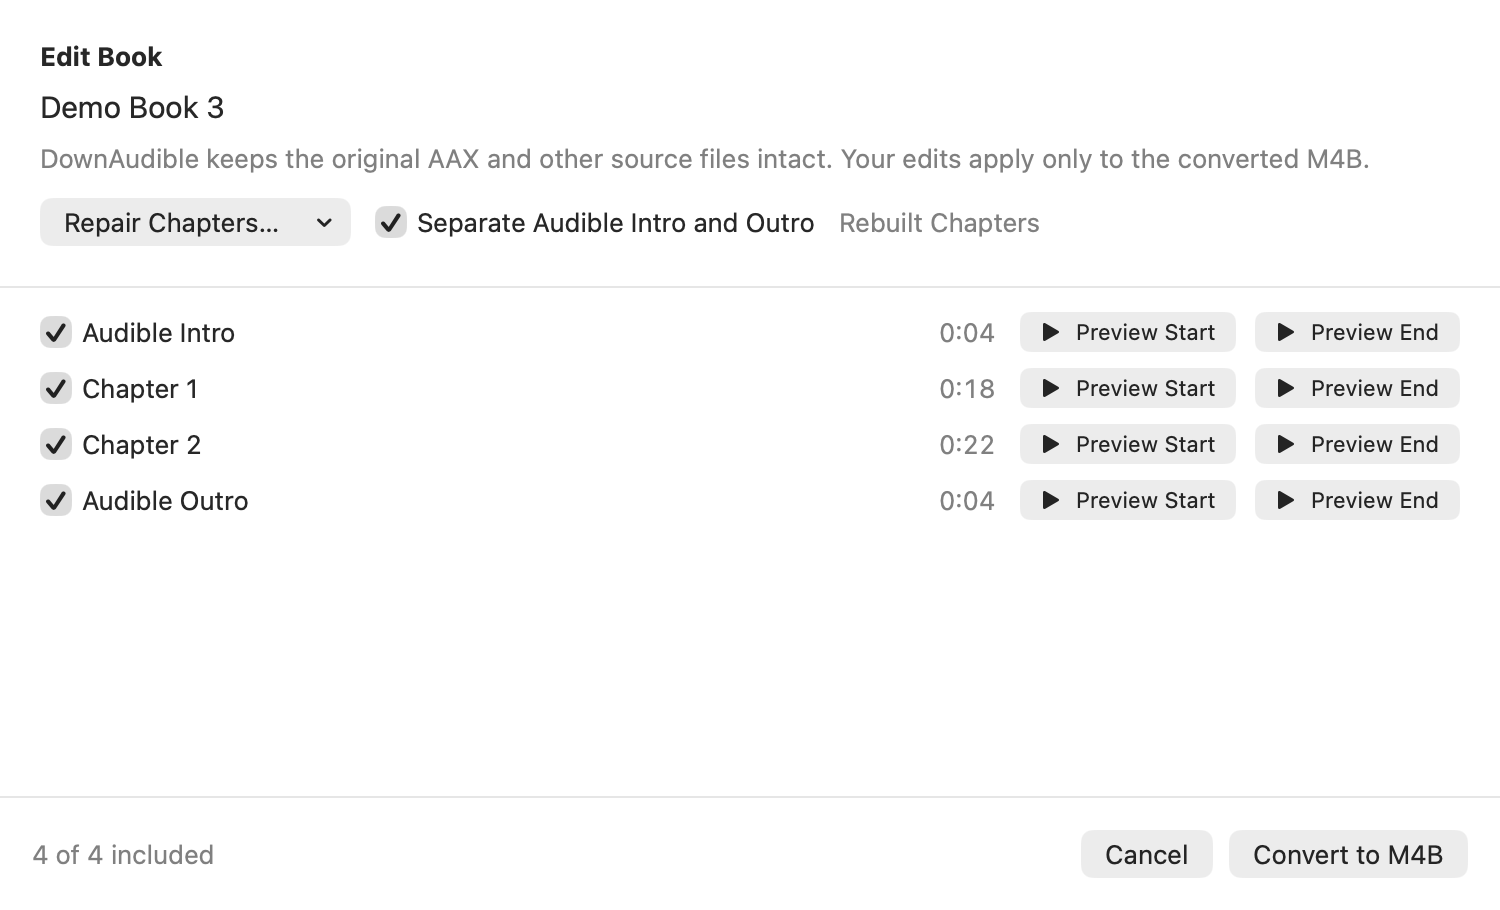 Edit Book
Demo Book 3
DownAudible keeps the original AAX and other source files intact. Your edits apply only to the converted M4B.
Repair Chapters... Separate Audible Intro and Outro Rebuilt Chapters
Audible Intro 0:04 Preview Start Preview End
Chapter 1 0:18 Preview Start Preview End
Chapter 2 0:22 Preview Start Preview End
Audible Outro 0:04 Preview Start Preview End
4 of 4 included Cancel Convert to M4B